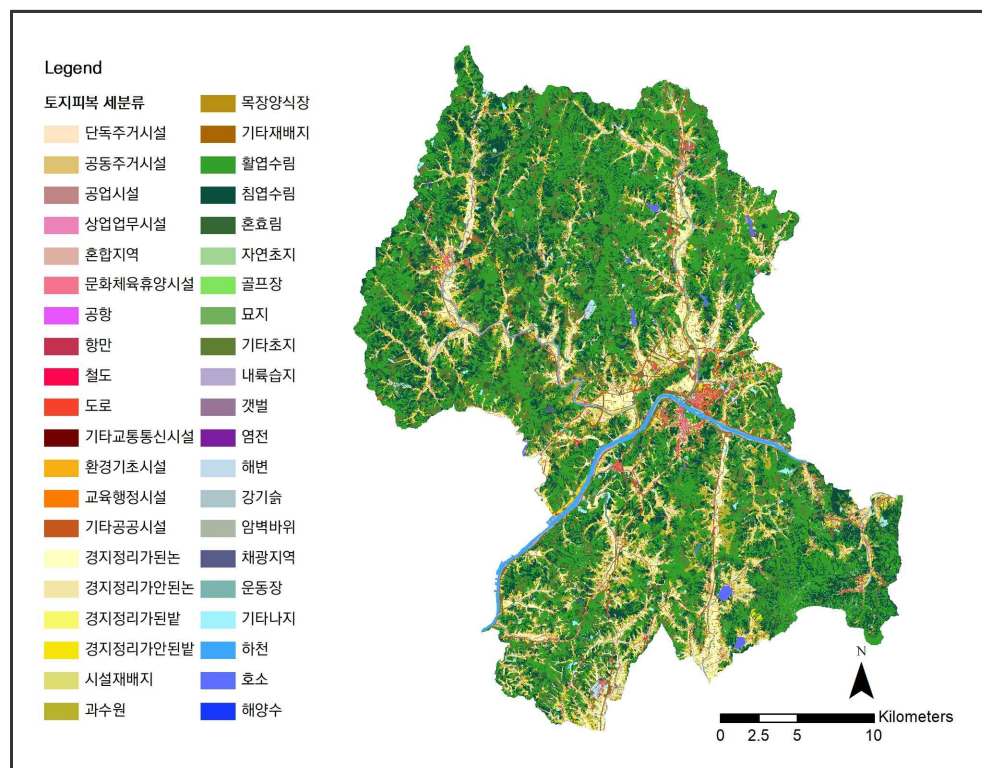 Legend
토지피복 세분류
단독주거시설
공동주거시설
공업시설
상업업무시설
혼합지역
문화체육휴양시설
공항
항만
철도
도로
기타교통통신시설
환경기초시설
교육행정시설
기타공공시설
경지정리가된논
경지정리가안된논
경지정리가된밭
경지정리가안된밭
시설재배지
과수원
목장양식장
기타재배지
활엽수림
침엽수림
혼효림
자연초지
골프장
묘지
기타초지
내륙습지
갯벌
염전
해변
강기슭
암벽바위
채광지역
운동장
기타나지
하천
호소
해양수
N
Kilometers
0 2.5 5 10